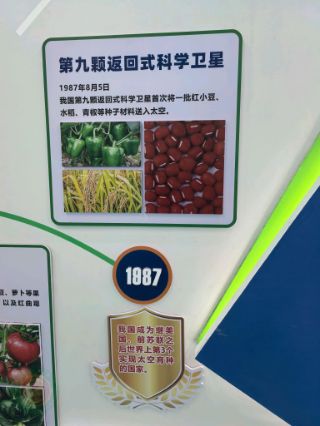 第九颗返回式科学卫星
1987年8月5日
我国第九颗返回式科学卫星首次将一批红小豆、
水稻、青椒等种子材料送入太空。
1987
我国成为继美
国、前苏联之
后世界上第3个
实现太空育种
的国家。
豆、萝卜等果
以及红曲霉